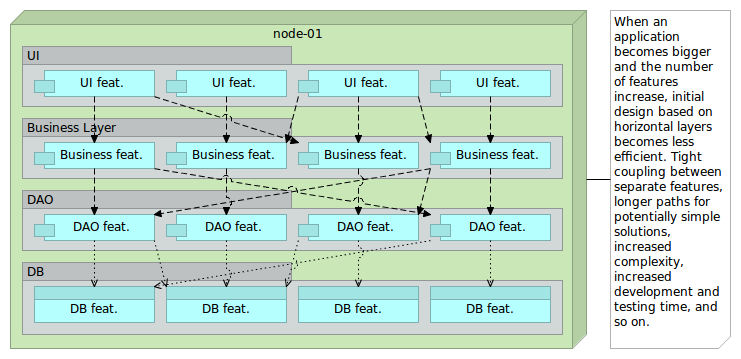 node-01
UI
UI feat. UI feat. UI feat. UI feat.
Business Layer
Business feat. Business feat. Business feat. Business feat.
DAO
DAO feat. DAO feat. DAO feat. DAO feat.
DB
DB feat. DB feat. DB feat. DB feat.
When an
application
becomes bigger
and the number
of features
increase, initial
design based on
horizontal layers
becomes less
efficient. Tight
coupling between
separate features,
longer paths for
potentially simple
solutions,
increased
complexity,
increased
development and
testing time, and
so on.